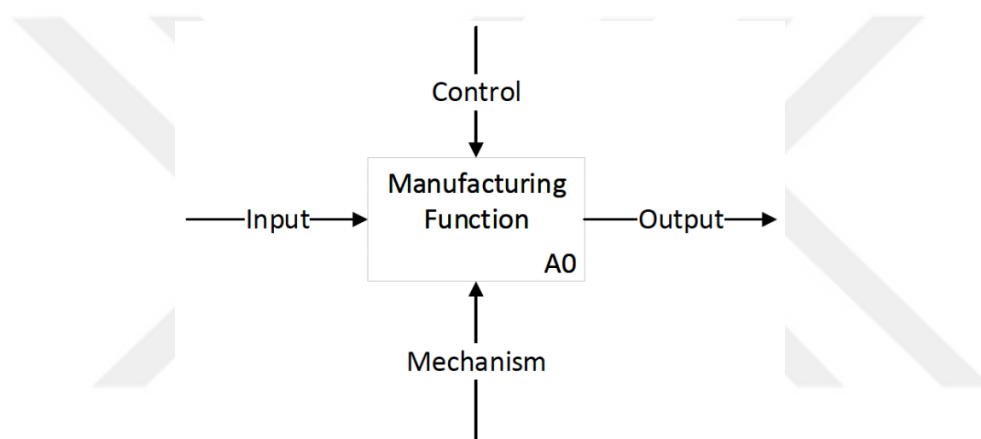 Control
Manufacturing
Function
Input
Output
A0
Mechanism